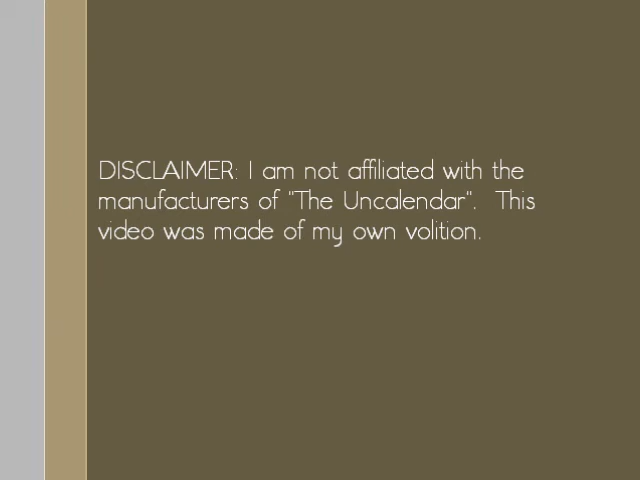 DISCLAIMER: I am not affiliated with the
manufacturers of "The Uncalendar".  This
video was made of my own volition.